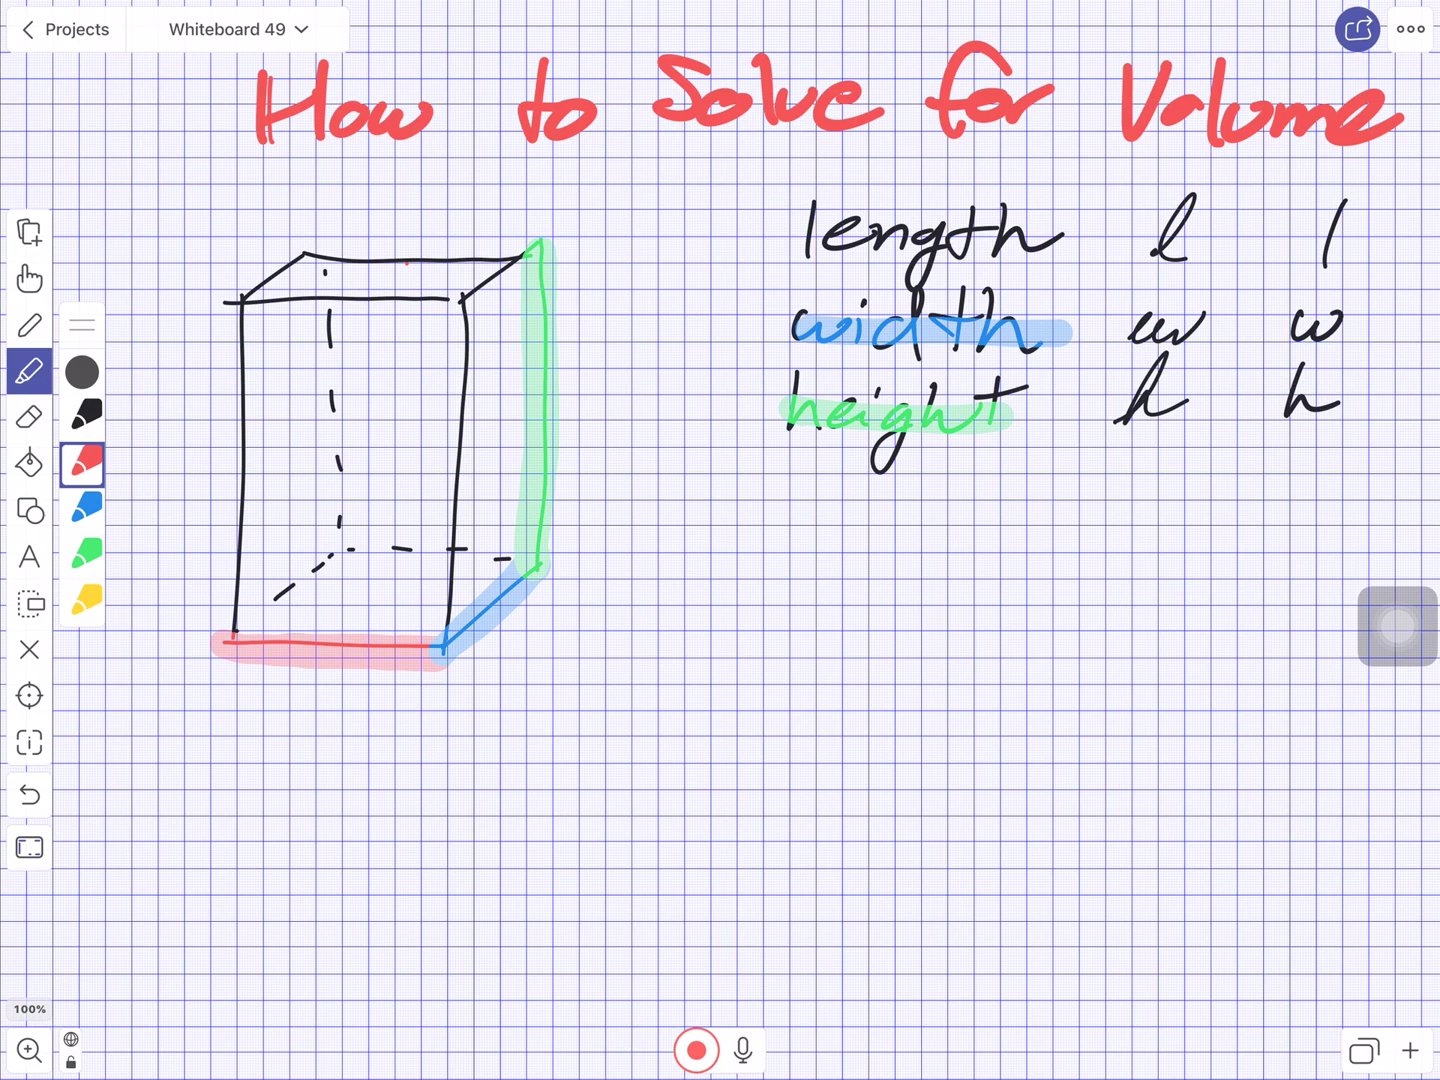 Projects
Whiteboard 49
How to Solve for Volume
length l l
width w w
height h h
A
100%